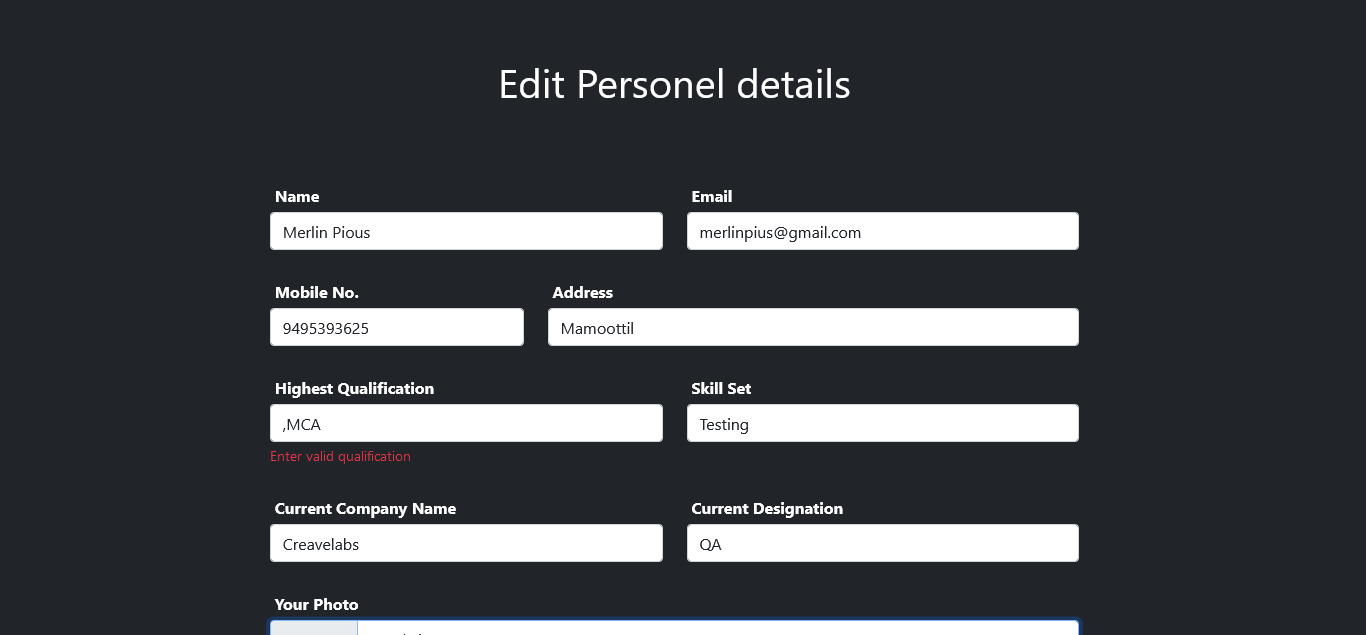 Edit Personel details
Name Email
Merlin Pious merlinpius@gmail.com
Mobile No. Address
9495393625 Mamoottil
Highest Qualification Skill Set
,MCA Testing
Enter valid qualification
Current Company Name Current Designation
Creavelabs QA
Your Photo